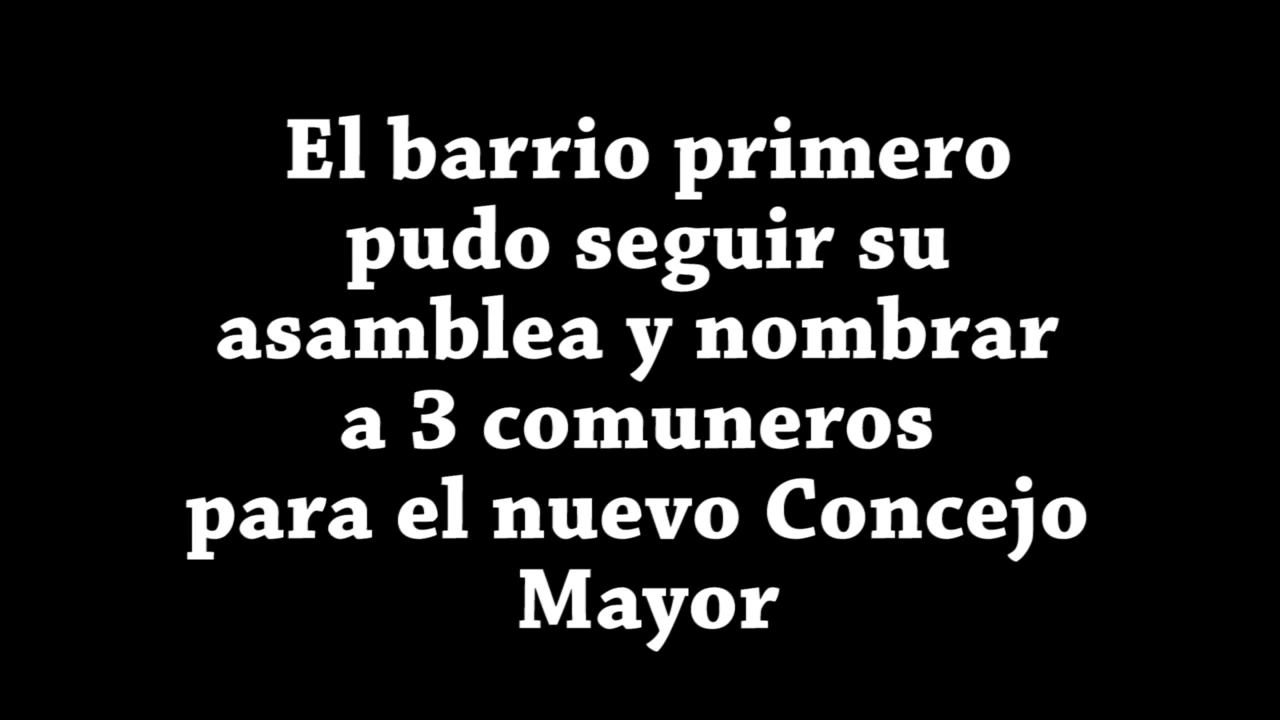 El barrio primero
pudo seguir su
asamblea y nombrar
a 3 comuneros
para el nuevo Concejo
Mayor